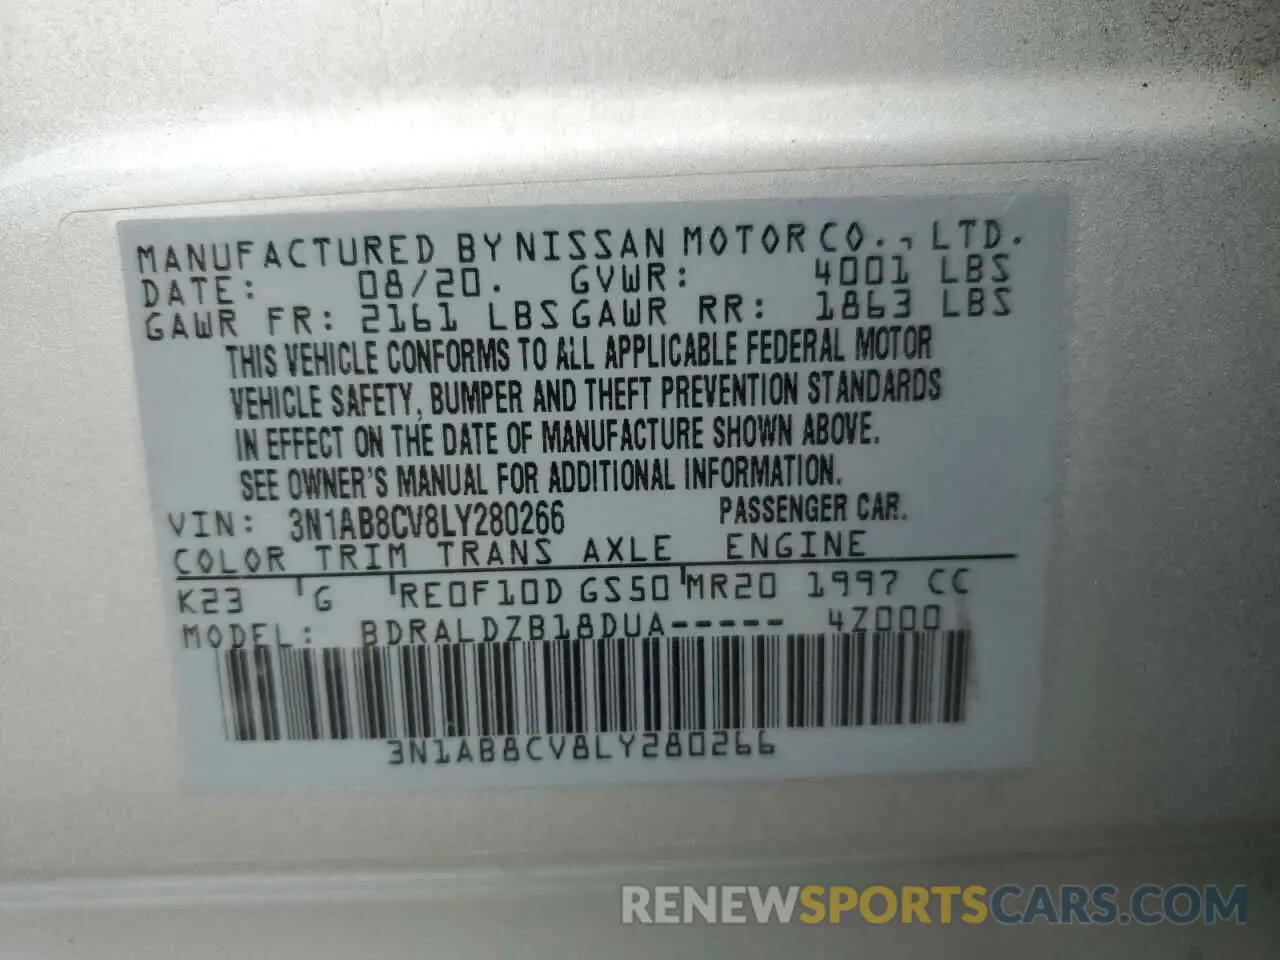 MANUFACTURED BY NISSAN MOTOR CO., LTD.
DATE: 08/20. GVWR: 4001 LBS
GAWR FR: 2161 LBS GAWR RR: 1863 LBS
THIS VEHICLE CONFORMS TO ALL APPLICABLE FEDERAL MOTOR
VEHICLE SAFETY, BUMPER AND THEFT PREVENTION STANDARDS
IN EFFECT ON THE DATE OF MANUFACTURE SHOWN ABOVE.
SEE OWNER'S MANUAL FOR ADDITIONAL INFORMATION.
VIN: 3N1AB8CV8LY280266 PASSENGER CAR.
COLOR TRIM TRANS AXLE ENGINE
K23 G RE0F10D GS50 MR20 1997 CC
MODEL: BDRALDZB18DUA----- 4Z000
3N1AB8CV8LY280266
RENEWSPORTSCARS.COM